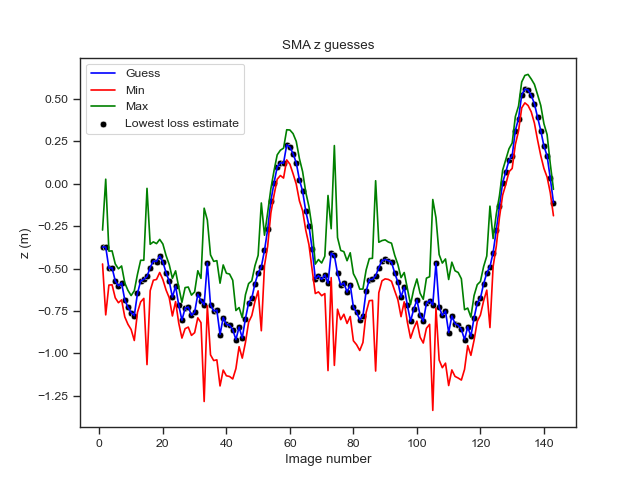 SMA z guesses
Guess
Min
Max
Lowest loss estimate
z (m)
0.50
0.25
0.00
−0.25
−0.50
−0.75
−1.00
−1.25
0 20 40 60 80 100 120 140
Image number